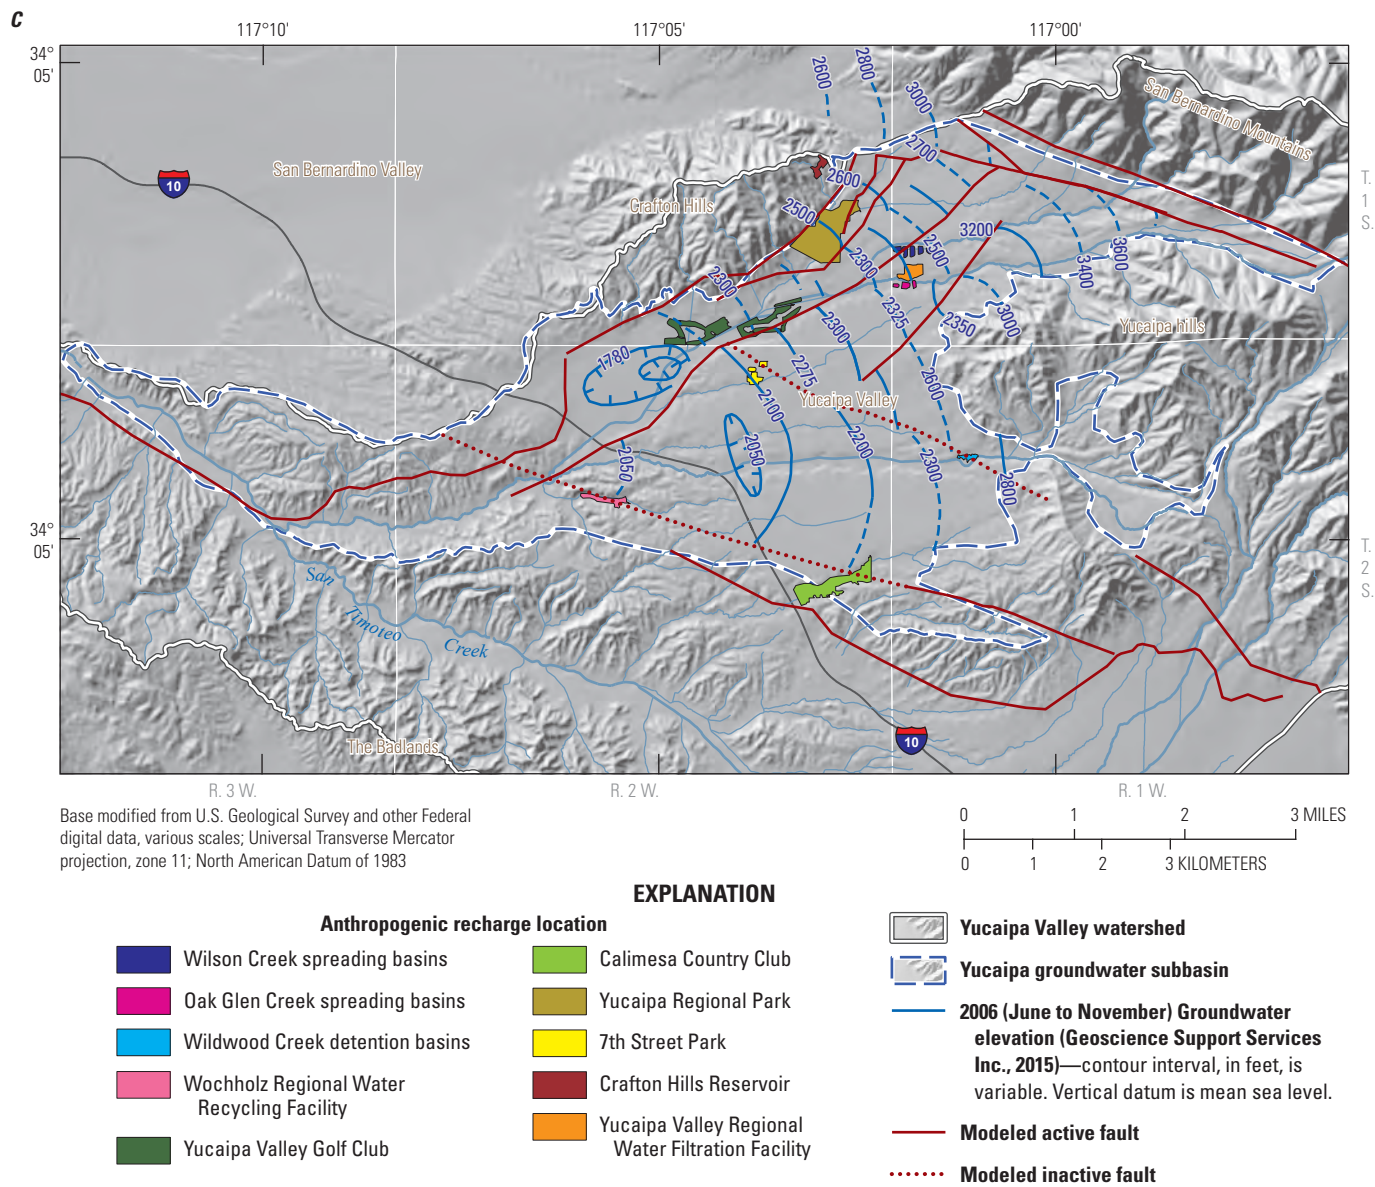 C
117°10'
117°05'
117°00'
34°
05'
San Bernardino Valley
10
Crafton Hills
San Bernardino Mountains
T.
1
S.
2600
2800
3000
2700
2600
2500
2300
2500
3200
3400
3600
2300
2300
2325
2350
3000
Yucaipa hills
1780
2275
Yucaipa Valley
2100
2600
2050
2050
2200
2300
2800
34°
05'
T.
2
S.
San
Timoteo
Creek
The Badlands
10
R. 3 W.
R. 2 W.
R. 1 W.
Base modified from U.S. Geological Survey and other Federal
digital data, various scales; Universal Transverse Mercator
projection, zone 11; North American Datum of 1983
0 1 2 3 MILES
0 1 2 3 KILOMETERS
EXPLANATION
Anthropogenic recharge location
Wilson Creek spreading basins
Oak Glen Creek spreading basins
Wildwood Creek detention basins
Wochholz Regional Water
Recycling Facility
Yucaipa Valley Golf Club
Calimesa Country Club
Yucaipa Regional Park
7th Street Park
Crafton Hills Reservoir
Yucaipa Valley Regional
Water Filtration Facility
Yucaipa Valley watershed
Yucaipa groundwater subbasin
2006 (June to November) Groundwater
elevation (Geoscience Support Services
Inc., 2015)—contour interval, in feet, is
variable. Vertical datum is mean sea level.
Modeled active fault
Modeled inactive fault